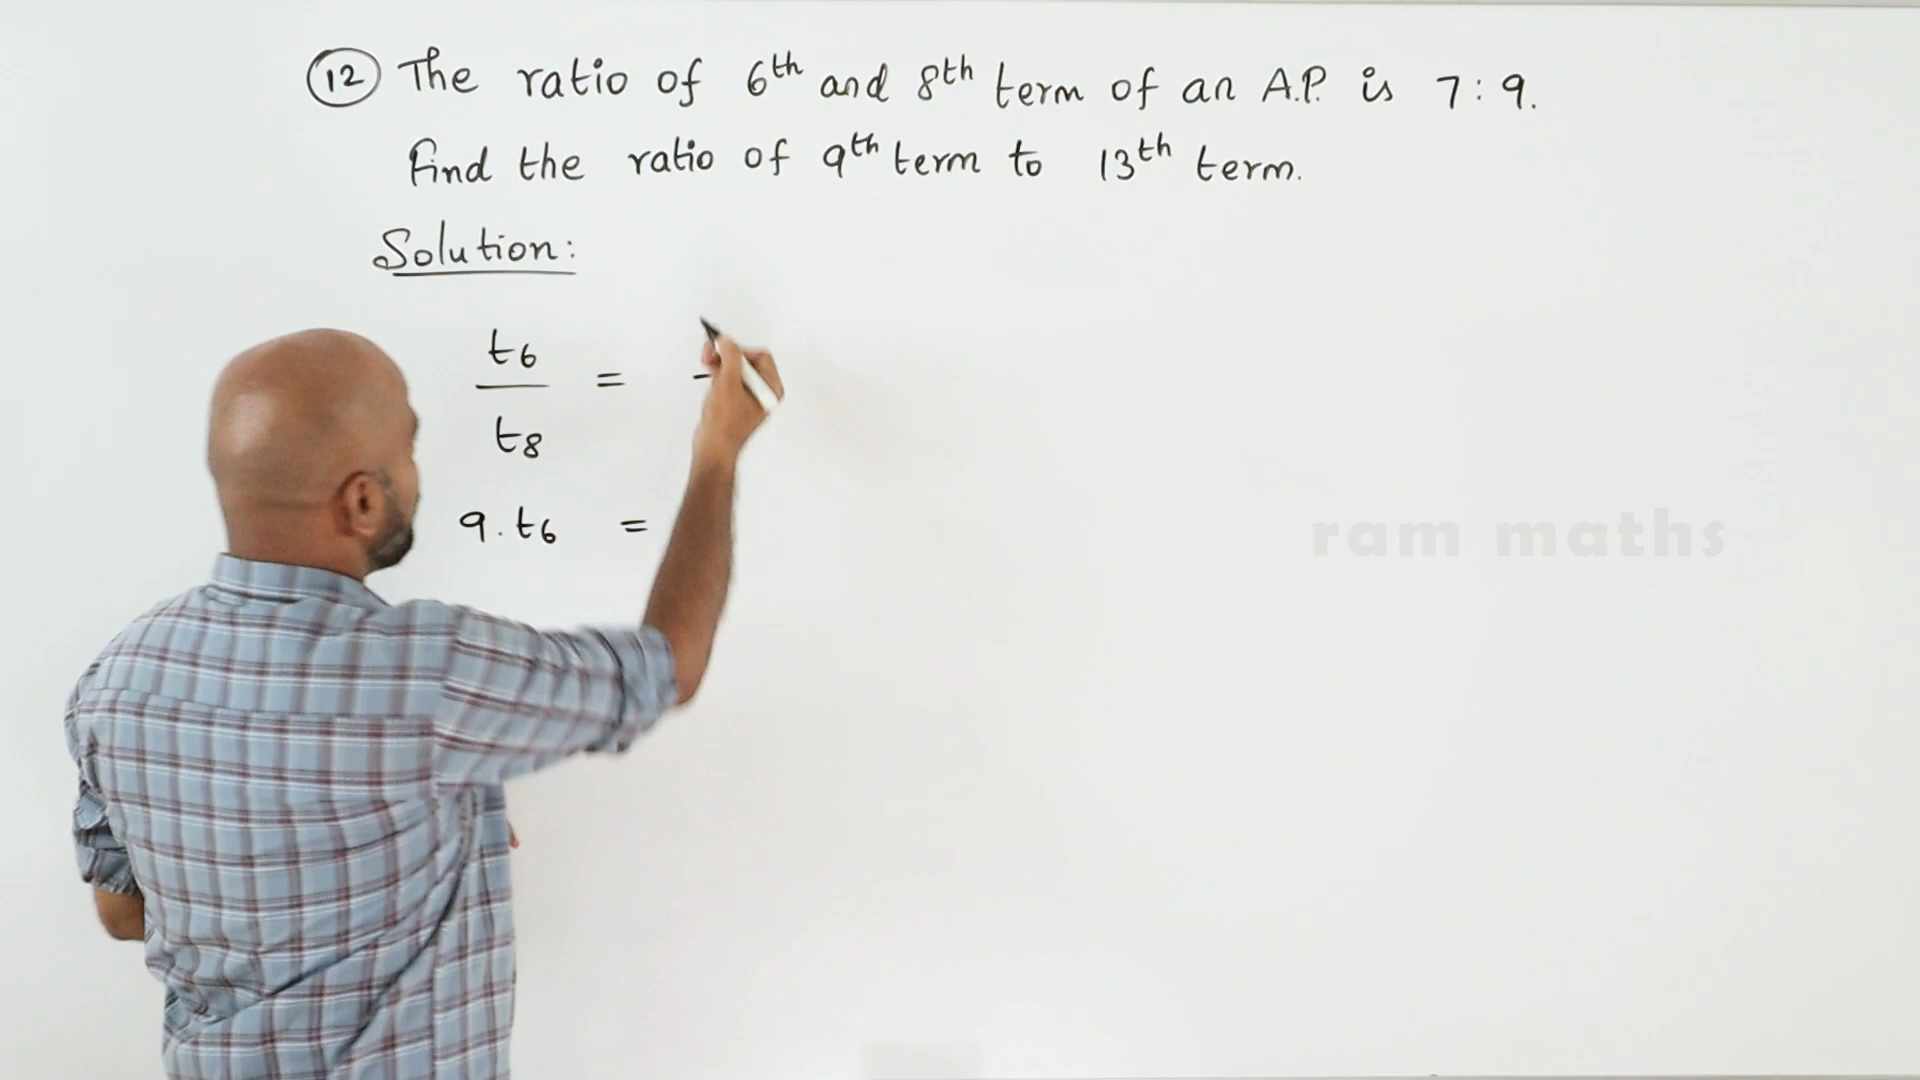 12 The ratio of 6th and 8th term of an A.P. is 7 : 9.
Find the ratio of 9th term to 13th term.
Solution:
t6
=
t8
9 . t6 =
ram maths